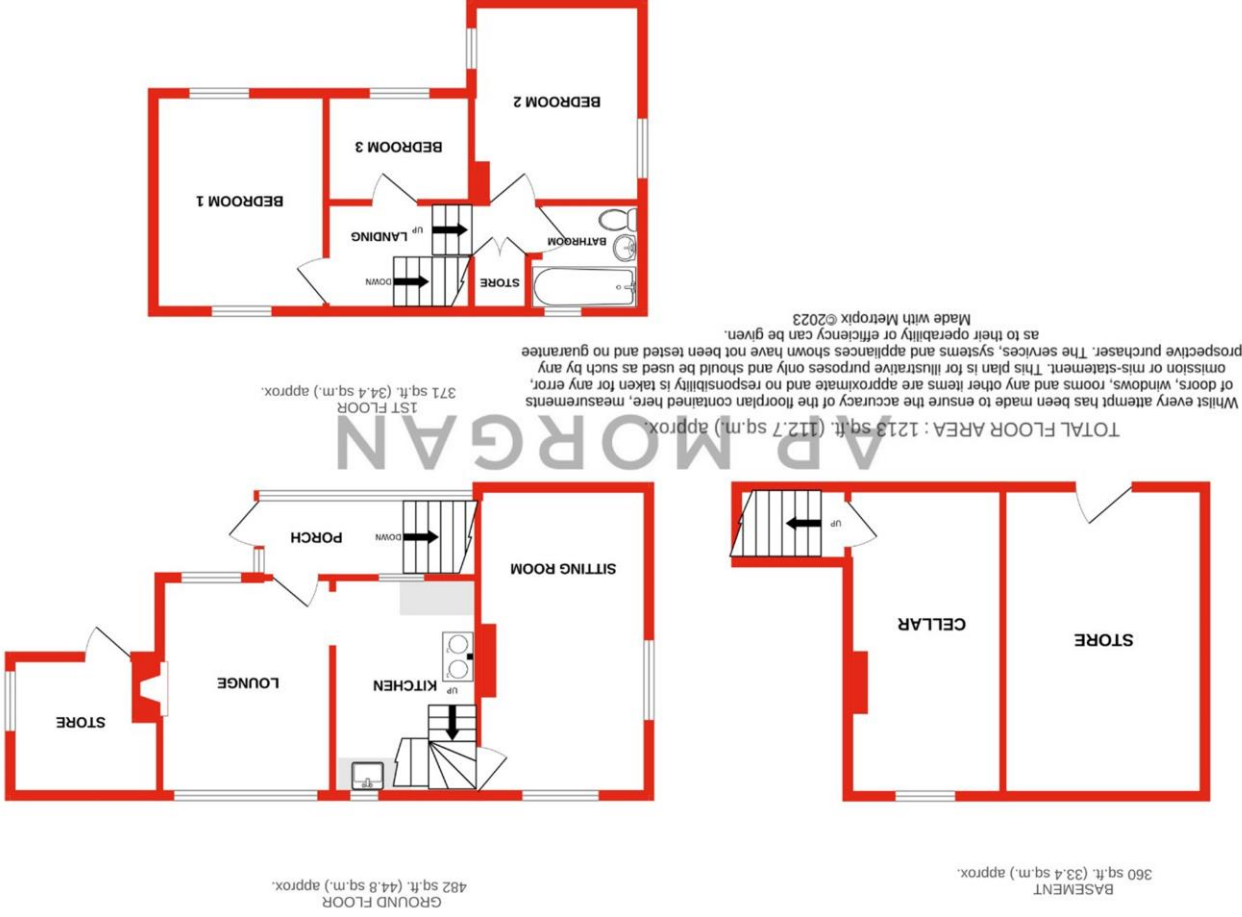 BASEMENT
360 sq.ft. (33.4 sq.m.) approx.
STORE
CELLAR
UP
GROUND FLOOR
482 sq.ft. (44.8 sq.m.) approx.
SITTING ROOM
KITCHEN
UP
LOUNGE
STORE
PORCH
DOWN
1ST FLOOR
371 sq.ft. (34.4 sq.m.) approx.
BATHROOM
STORE
DOWN
LANDING
UP
BEDROOM 1
BEDROOM 2
BEDROOM 3
AP MORGAN
TOTAL FLOOR AREA : 1213 sq.ft. (112.7 sq.m.) approx.
Whilst every attempt has been made to ensure the accuracy of the floorplan contained here, measurements
of doors, windows, rooms and any other items are approximate and no responsibility is taken for any error,
omission or mis-statement. This plan is for illustrative purposes only and should be used as such by any
prospective purchaser. The services, systems and appliances shown have not been tested and no guarantee
as to their operability or efficiency can be given.
Made with Metropix ©2023